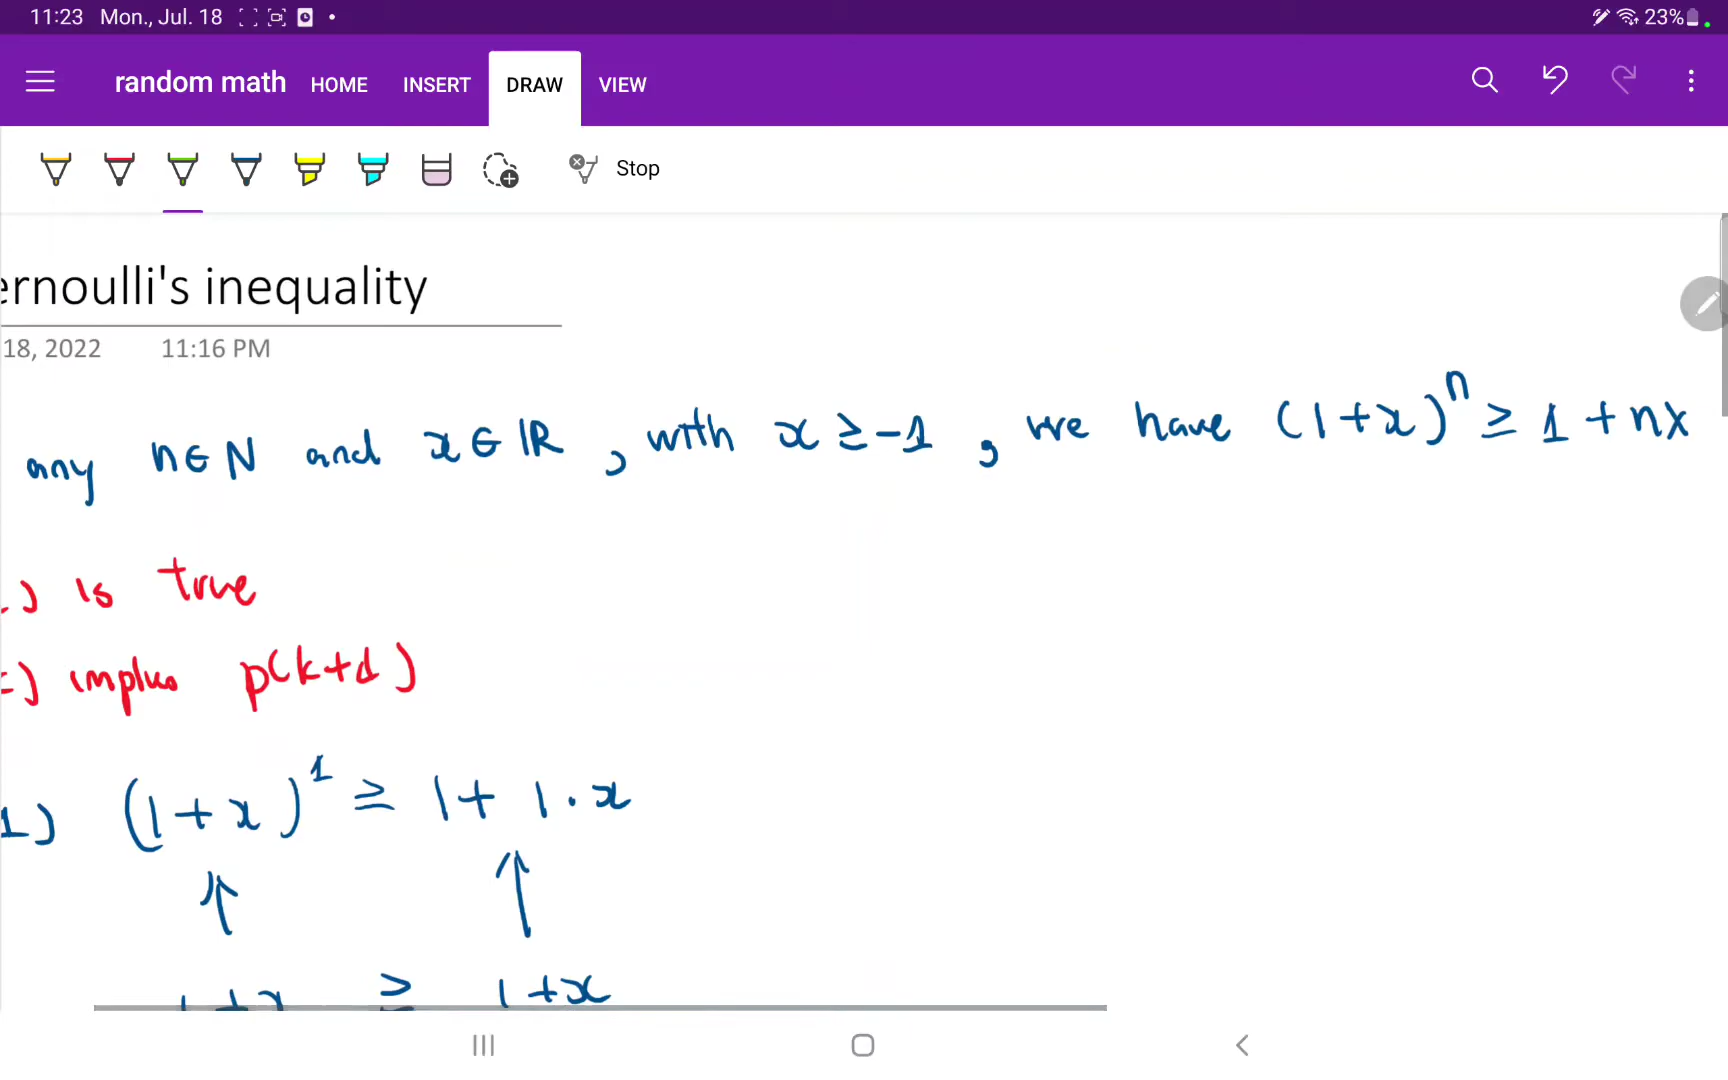 11:23 Mon., Jul. 18 23%
random math HOME INSERT DRAW VIEW
Stop
ernoulli's inequality
18, 2022 11:16 PM
any n∈N and x∈ℝ, with x ≥ -1, we have (1+x)^n ≥ 1 + nx
) is true
) implies p(k+1)
1) (1+x)^1 ≥ 1 + 1·x
↑ ↑
1+x ≥ 1+x